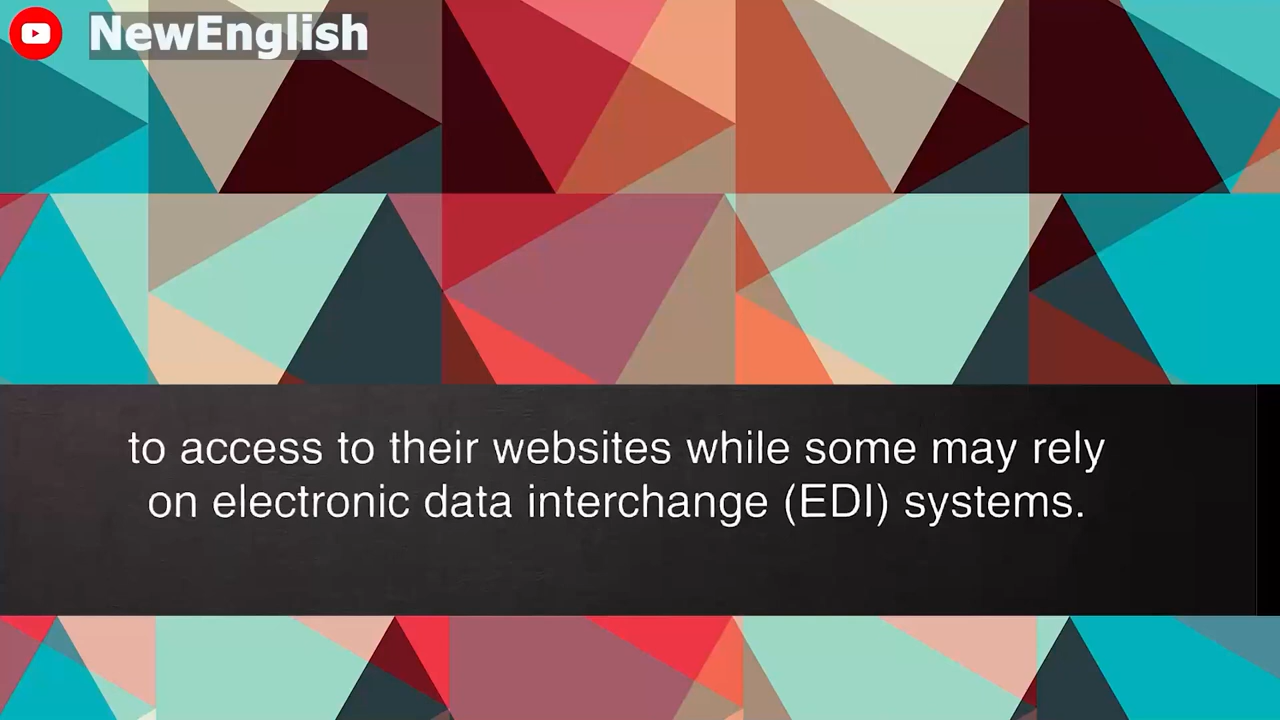 NewEnglish
to access to their websites while some may rely
on electronic data interchange (EDI) systems.